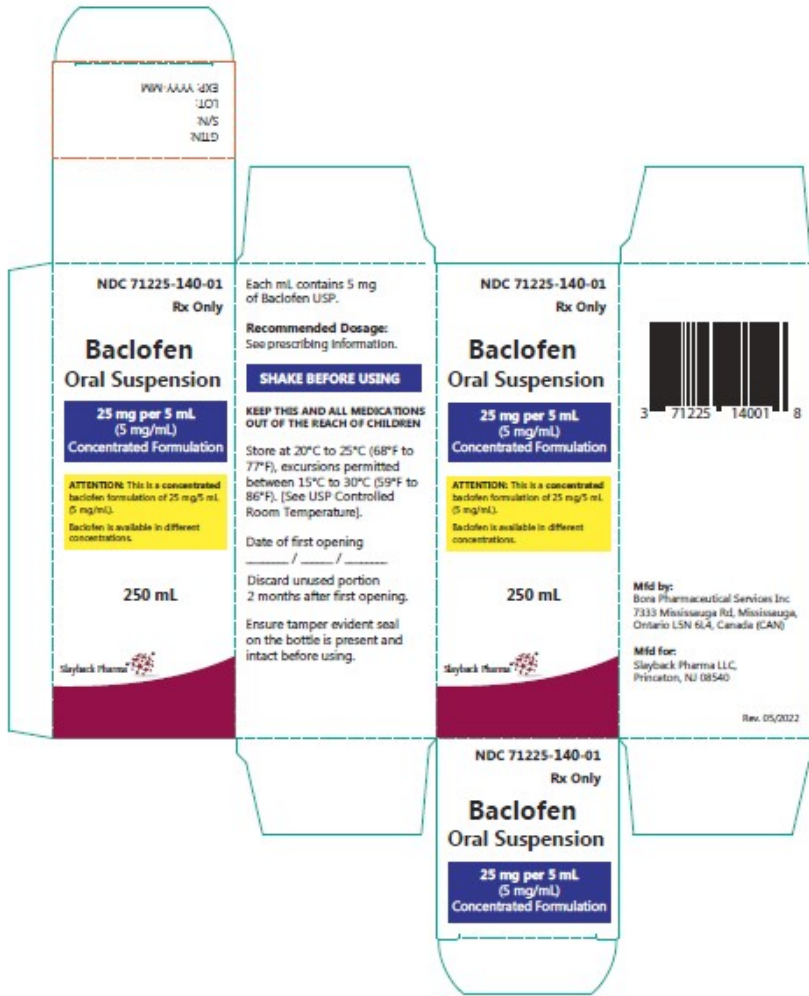 EXP: YYYY-MM
LOT:
S/N:
GTIN:
NDC 71225-140-01
Rx Only
Baclofen
Oral Suspension
25 mg per 5 mL
(5 mg/mL)
Concentrated Formulation
ATTENTION: This is a concentrated
baclofen formulation of 25 mg/5 mL
(5 mg/mL).
Baclofen is available in different
concentrations.
250 mL
Slayback Pharma
Each mL contains 5 mg
of Baclofen USP.
Recommended Dosage:
See prescribing information.
SHAKE BEFORE USING
KEEP THIS AND ALL MEDICATIONS
OUT OF THE REACH OF CHILDREN
Store at 20°C to 25°C (68°F to
77°F), excursions permitted
between 15°C to 30°C (59°F to
86°F). [See USP Controlled
Room Temperature].
Date of first opening
_______ / ______ / _______
Discard unused portion
2 months after first opening.
Ensure tamper evident seal
on the bottle is present and
intact before using.
NDC 71225-140-01
Rx Only
Baclofen
Oral Suspension
25 mg per 5 mL
(5 mg/mL)
Concentrated Formulation
ATTENTION: This is a concentrated
baclofen formulation of 25 mg/5 mL
(5 mg/mL).
Baclofen is available in different
concentrations.
250 mL
Slayback Pharma
3 71225 14001 8
Mfd by:
Bora Pharmaceutical Services Inc
7333 Mississauga Rd, Mississauga,
Ontario L5N 6L4, Canada (CAN)
Mfd for:
Slayback Pharma LLC,
Princeton, NJ 08540
Rev. 05/2022
NDC 71225-140-01
Rx Only
Baclofen
Oral Suspension
25 mg per 5 mL
(5 mg/mL)
Concentrated Formulation